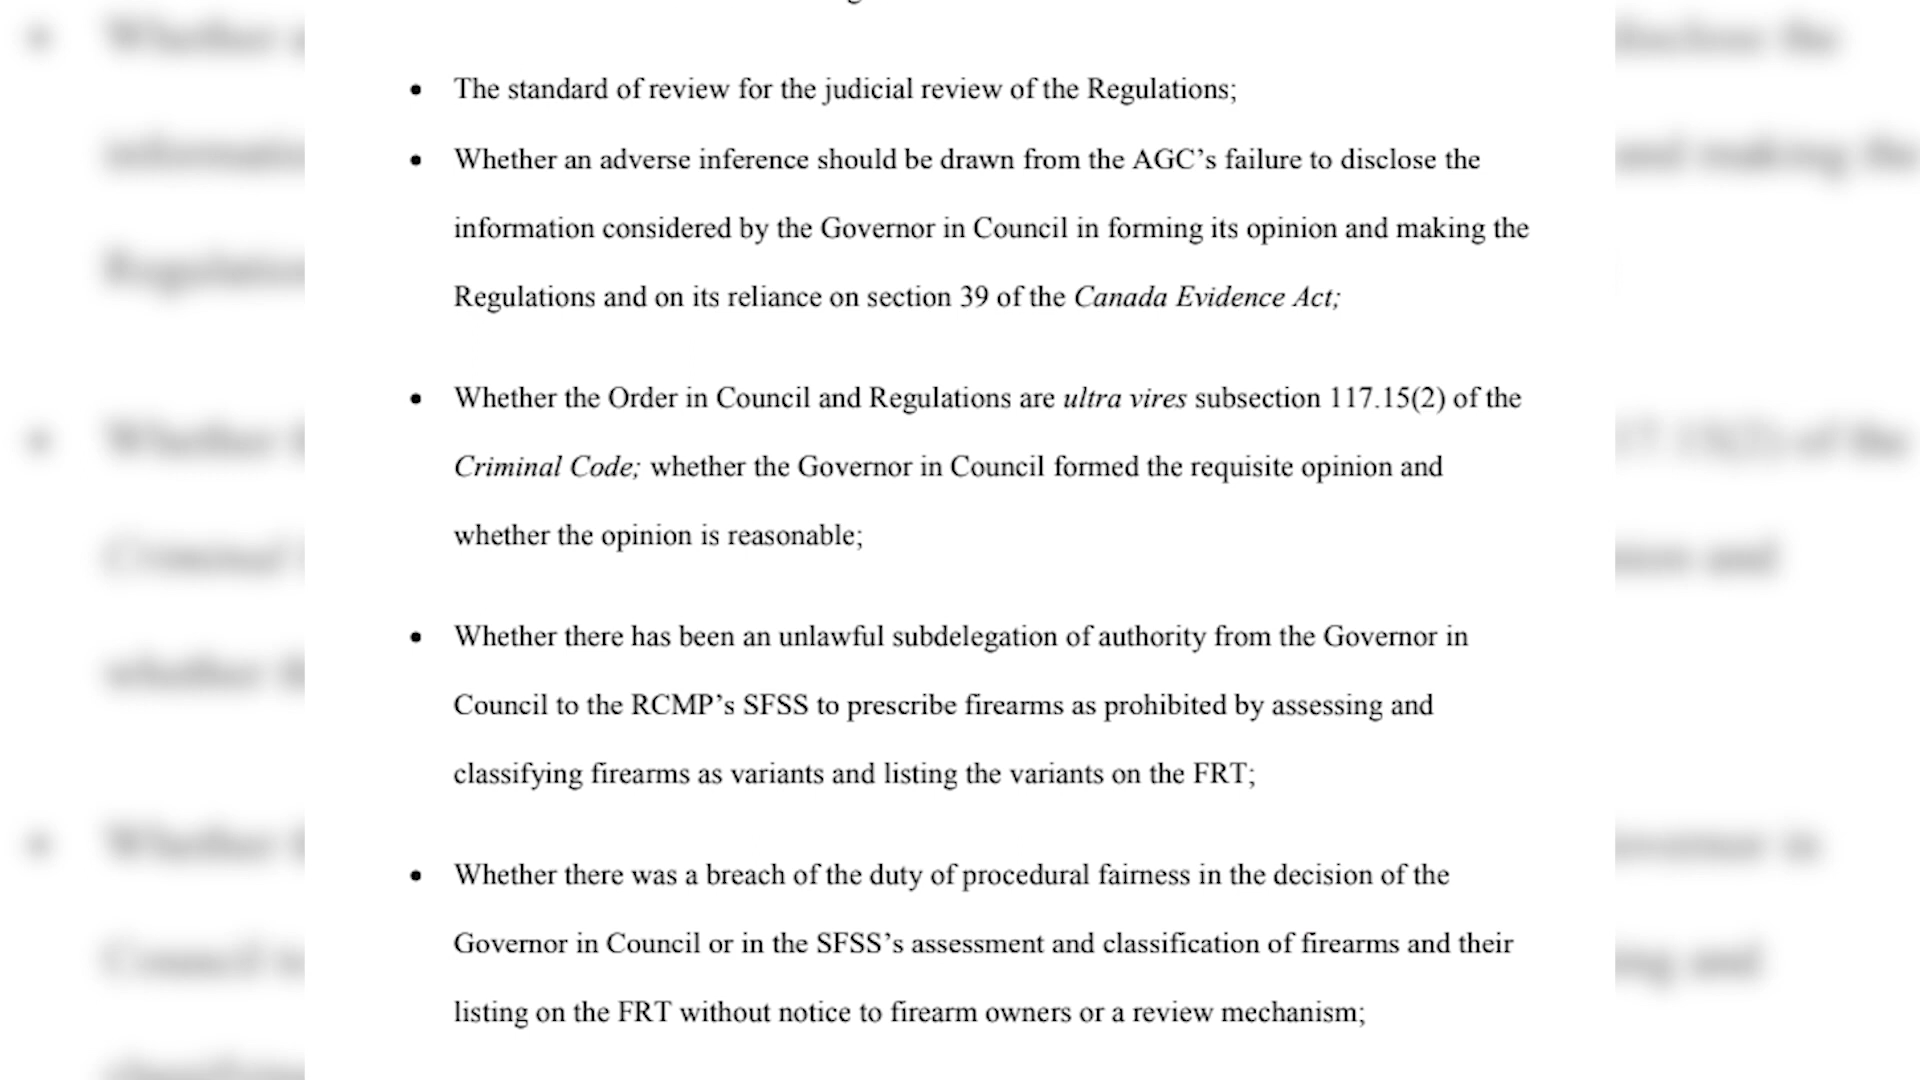 • The standard of review for the judicial review of the Regulations;
• Whether an adverse inference should be drawn from the AGC’s failure to disclose the
information considered by the Governor in Council in forming its opinion and making the
Regulations and on its reliance on section 39 of the Canada Evidence Act;
• Whether the Order in Council and Regulations are ultra vires subsection 117.15(2) of the
Criminal Code; whether the Governor in Council formed the requisite opinion and
whether the opinion is reasonable;
• Whether there has been an unlawful subdelegation of authority from the Governor in
Council to the RCMP’s SFSS to prescribe firearms as prohibited by assessing and
classifying firearms as variants and listing the variants on the FRT;
• Whether there was a breach of the duty of procedural fairness in the decision of the
Governor in Council or in the SFSS’s assessment and classification of firearms and their
listing on the FRT without notice to firearm owners or a review mechanism;